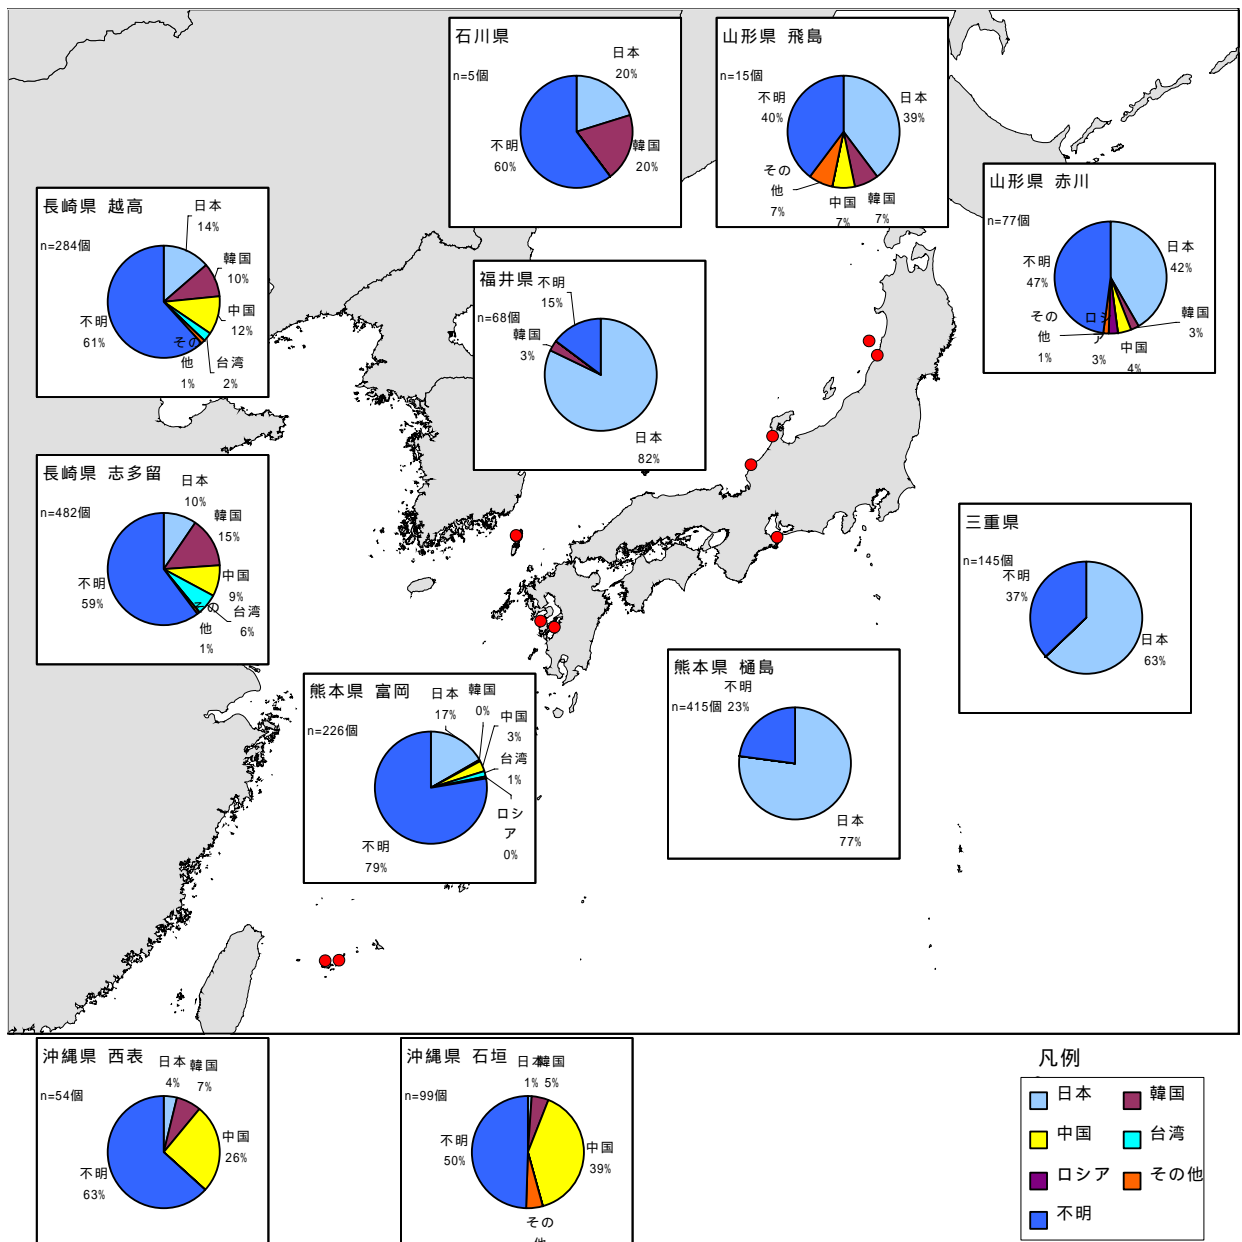 石川県
n=5個
日本
20%
韓国
20%
不明
60%
山形県 飛島
n=15個
日本
39%
韓国
7%
中国
7%
その
他
7%
不明
40%
山形県 赤川
n=77個
日本
42%
韓国
3%
中国
4%
ロシ
ア
3%
その
他
1%
不明
47%
長崎県 越高
n=284個
日本
14%
韓国
10%
中国
12%
台湾
2%
その
他
1%
不明
61%
福井県
n=68個
不明
15%
韓国
3%
日本
82%
長崎県 志多留
n=482個
日本
10%
韓国
15%
中国
9%
台湾
6%
その
他
1%
不明
59%
三重県
n=145個
不明
37%
日本
63%
熊本県 富岡
n=226個
日本
17%
韓国
0%
中国
3%
台湾
1%
ロシ
ア
0%
不明
79%
熊本県 樋島
n=415個
不明
23%
日本
77%
沖縄県 西表
n=54個
日本
4%
韓国
7%
中国
26%
不明
63%
沖縄県 石垣
n=99個
日本
1%
韓国
5%
中国
39%
その
不明
50%
凡例
日本
韓国
中国
台湾
ロシア
その他
不明